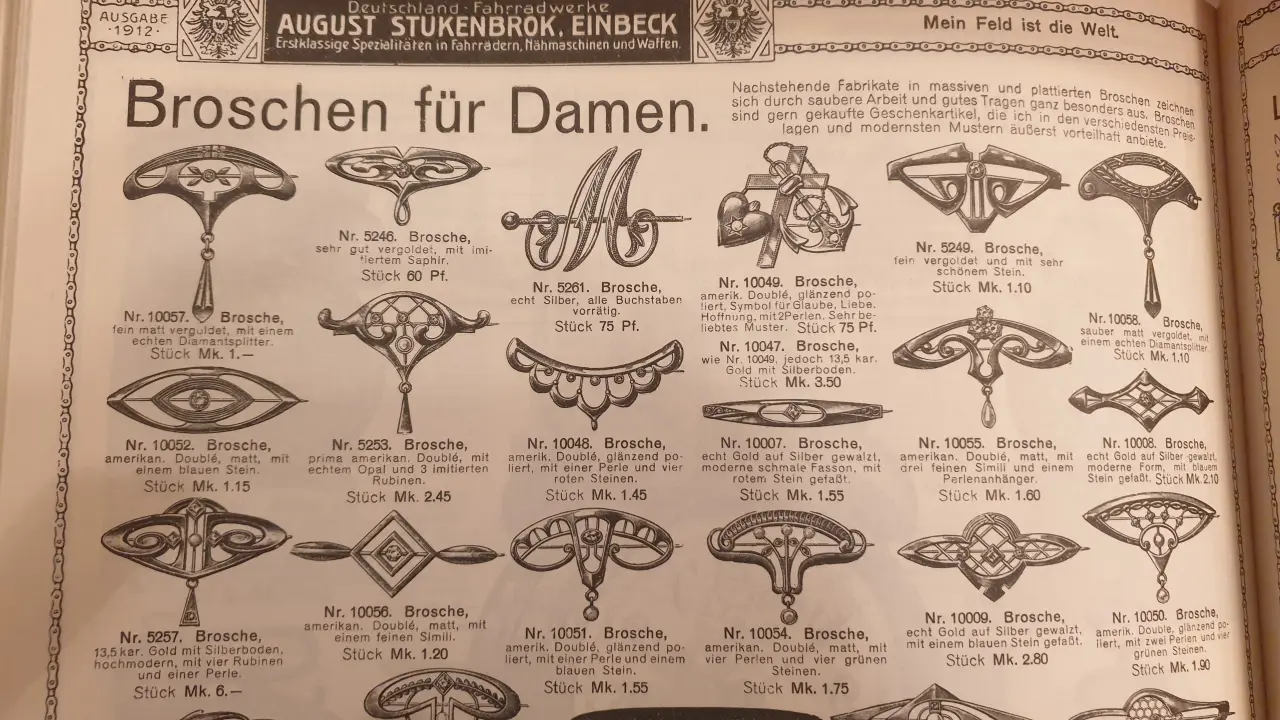 AUSGABE
·1912·
Deutschland-Fahrradwerke
AUGUST STUKENBROK, EINBECK
Erstklassige Spezialitäten in Fahrrädern, Nähmaschinen und Waffen.
Mein Feld ist die Welt.
Broschen für Damen.
Nachstehende Fabrikate in massiven und plattierten Broschen zeichnen
sich durch saubere Arbeit und gutes Tragen ganz besonders aus. Broschen
sind gern gekaufte Geschenkartikel, die ich in den verschiedensten Preis-
lagen und modernsten Mustern äußerst vorteilhaft anbiete.
Nr. 10057. Brosche,
fein matt vergoldet, mit einem
echten Diamantsplitter.
Stück Mk. 1.—
Nr. 5246. Brosche,
sehr gut vergoldet, mit imi-
tiertem Saphir.
Stück 60 Pf.
Nr. 5261. Brosche,
echt Silber, alle Buchstaben
vorrätig.
Stück 75 Pf.
Nr. 10049. Brosche,
amerik. Doublé, glänzend po-
liert, Symbol für Glaube, Liebe,
Hoffnung, mit 2 Perlen. Sehr be-
liebtes Muster. Stück 75 Pf.
Nr. 10047. Brosche,
wie Nr. 10049, jedoch 13,5 kar.
Gold mit Silberboden.
Stück Mk. 3.50
Nr. 5249. Brosche,
fein vergoldet und mit sehr
schönem Stein.
Stück Mk. 1.10
Nr. 10058. Brosche,
sauber matt vergoldet, mit
einem echten Diamantsplitter.
Stück Mk. 1.10
Nr. 10052. Brosche,
amerikan. Doublé, matt, mit
einem blauen Stein.
Stück Mk. 1.15
Nr. 5253. Brosche,
prima amerikan. Doublé, mit
echtem Opal und 3 imitierten
Rubinen.
Stück Mk. 2.45
Nr. 10048. Brosche,
amerik. Doublé, glänzend po-
liert, mit einer Perle und vier
roten Steinen.
Stück Mk. 1.45
Nr. 10007. Brosche,
echt Gold auf Silber gewalzt,
moderne schmale Fasson, mit
rotem Stein gefaßt.
Stück Mk. 1.55
Nr. 10055. Brosche,
amerikan. Doublé, matt, mit
drei feinen Simili und einem
Perlenanhänger.
Stück Mk. 1.60
Nr. 10008. Brosche,
echt Gold auf Silber gewalzt,
moderne Form, mit blauem
Stein gefaßt. Stück Mk. 2.10
Nr. 5257. Brosche,
13,5 kar. Gold mit Silberboden,
hochmodern, mit vier Rubinen
und einer Perle.
Stück Mk. 6.—
Nr. 10056. Brosche,
amerikan. Doublé, matt, mit
einem feinen Simili.
Stück Mk. 1.20
Nr. 10051. Brosche,
amerik. Doublé, glänzend po-
liert, mit einer Perle und einem
blauen Stein.
Stück Mk. 1.55
Nr. 10054. Brosche,
amerikan. Doublé, matt, mit
vier Perlen und vier grünen
Steinen.
Stück Mk. 1.75
Nr. 10009. Brosche,
echt Gold auf Silber gewalzt,
mit einem blauen Stein gefaßt.
Stück Mk. 2.80
Nr. 10050. Brosche,
amerik. Doublé, glänzend po-
liert, mit zwei Perlen und vier
grünen Steinen.
Stück Mk. 1.90